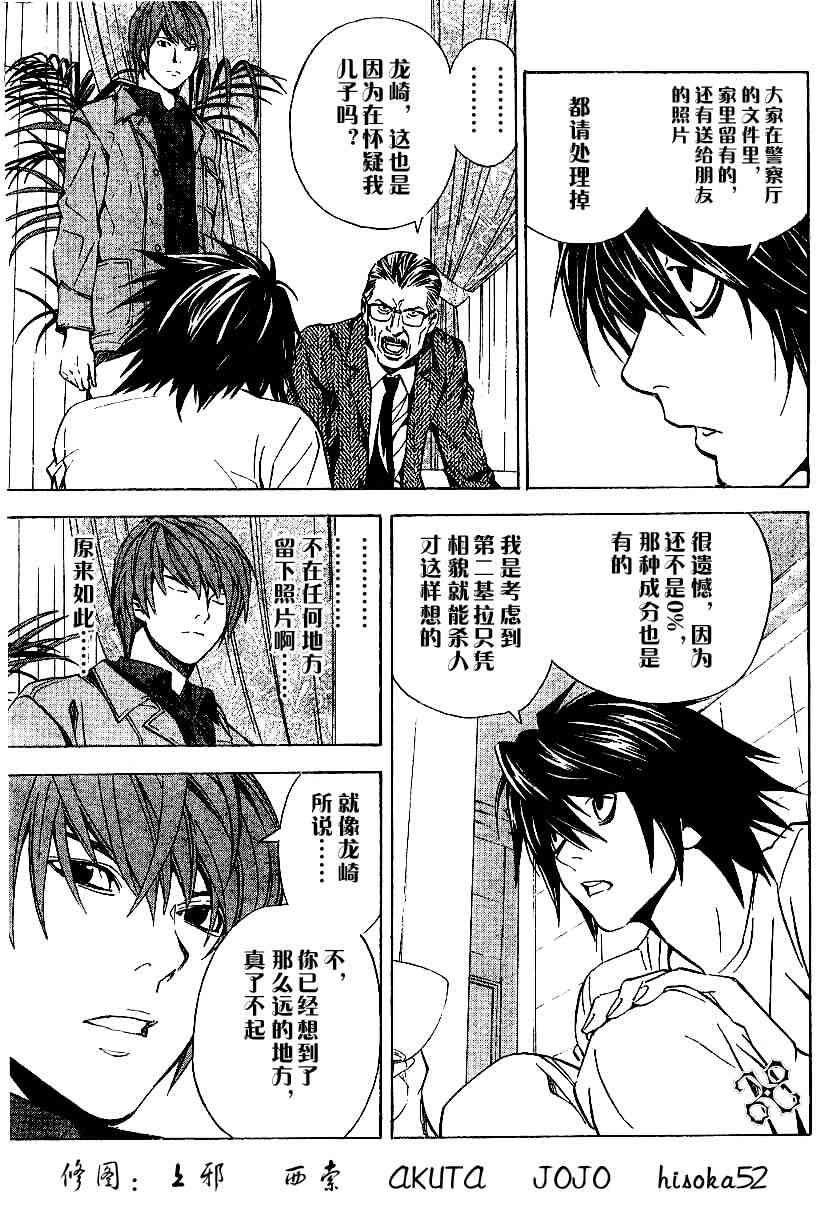 大家在警察厅
的文件里，
家里留有的，
还有送给朋友
的照片
都请处理掉
………
………
龙崎，这也是
因为在怀疑我
儿子吗？
很遗憾，因为
还不是0%，
那种成分也是
有的
我是考虑到
第二基拉只凭
相貌就能杀人
才这样想的
…………
不在任何地方
留下照片啊……
原来如此……
就像龙崎
所说……
不，
你已经想到了
那么远的地方，
真了不起
修图：上邪 西索 AKUTA JOJO hisoka52